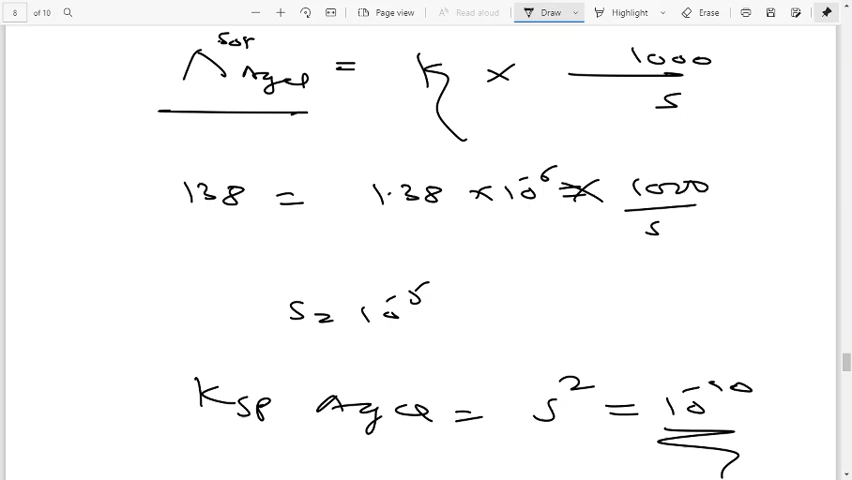 8 of 10 Page view Read aloud Draw Highlight Erase
sor
Λ AgCl = K × 1000
S
138 = 1.38 × 10⁻⁶ × 1000
S
S = 10⁻⁵
Ksp AgCl = S² = 10⁻¹⁰